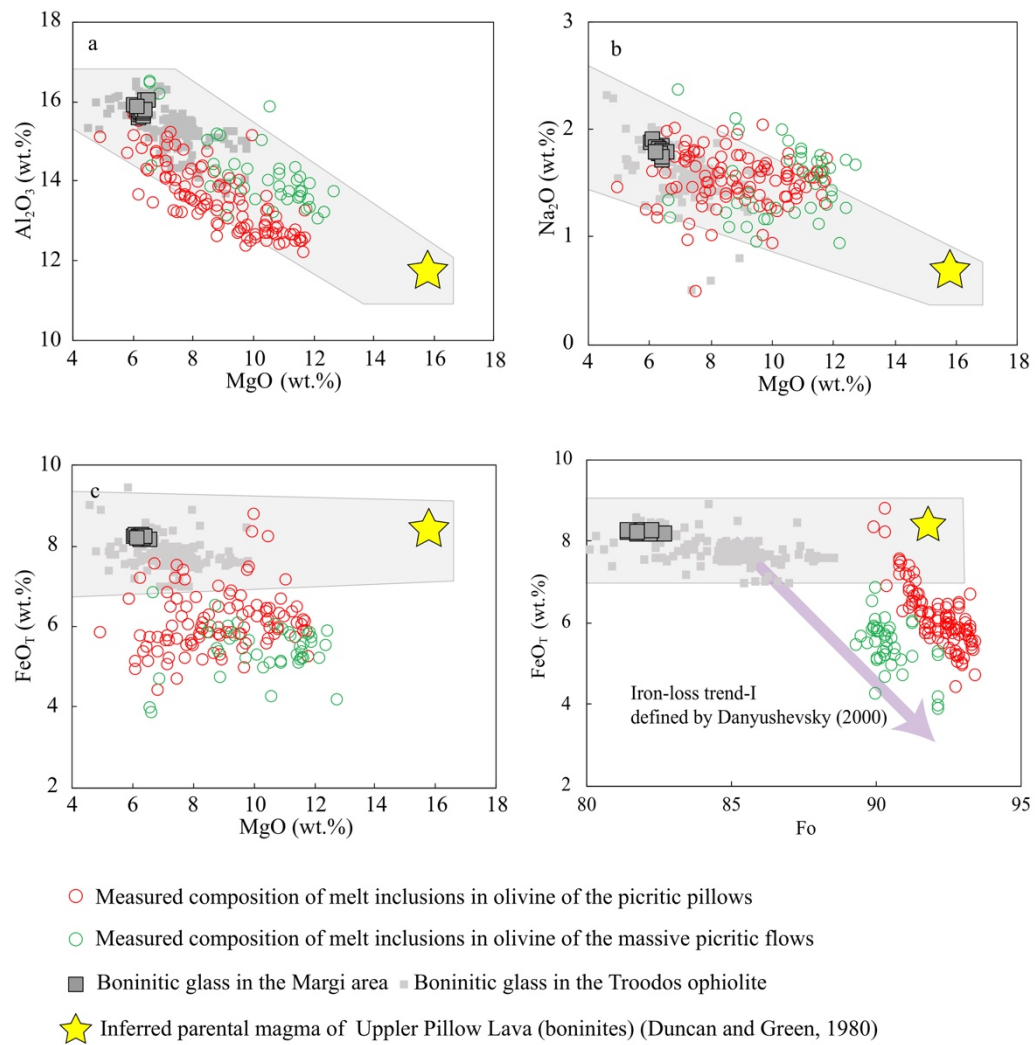 18
16
14
12
10
Al₂O₃ (wt.%)
a
4 6 8 10 12 14 16 18
MgO (wt.%)
3
2
1
0
Na₂O (wt.%)
b
4 6 8 10 12 14 16 18
MgO (wt.%)
10
8
6
4
2
FeO_T (wt.%)
c
4 6 8 10 12 14 16 18
MgO (wt.%)
10
8
6
4
2
FeO_T (wt.%)
Iron-loss trend-I
defined by Danyushevsky (2000)
80 85 90 95
Fo
Measured composition of melt inclusions in olivine of the picritic pillows
Measured composition of melt inclusions in olivine of the massive picritic flows
Boninitic glass in the Margi area Boninitic glass in the Troodos ophiolite
Inferred parental magma of Uppler Pillow Lava (boninites) (Duncan and Green, 1980)